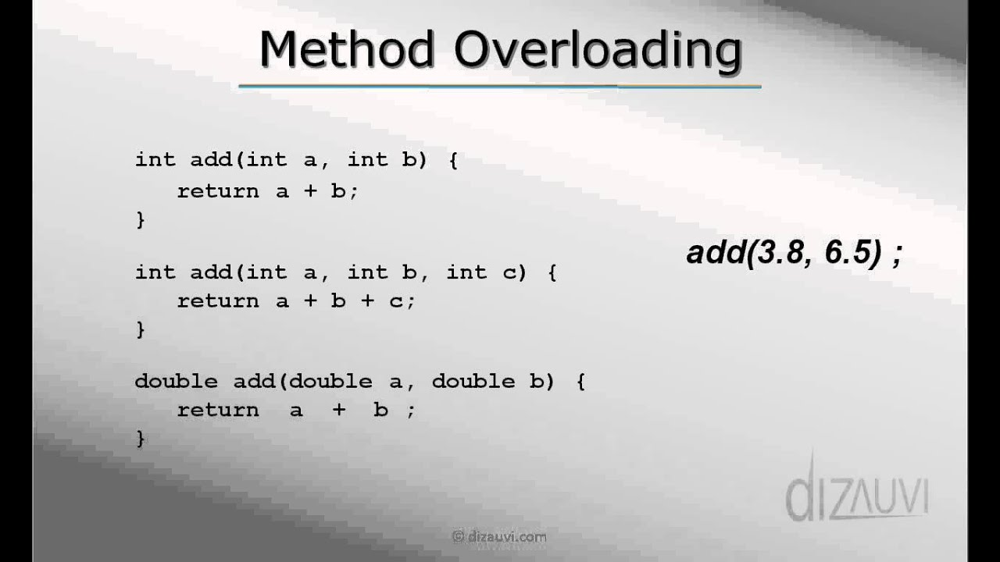 Method Overloading
int add(int a, int b) {
return a + b;
}
add(3.8, 6.5) ;
int add(int a, int b, int c) {
return a + b + c;
}
double add(double a, double b) {
return a + b ;
}
dizauvi
© dizauvi.com